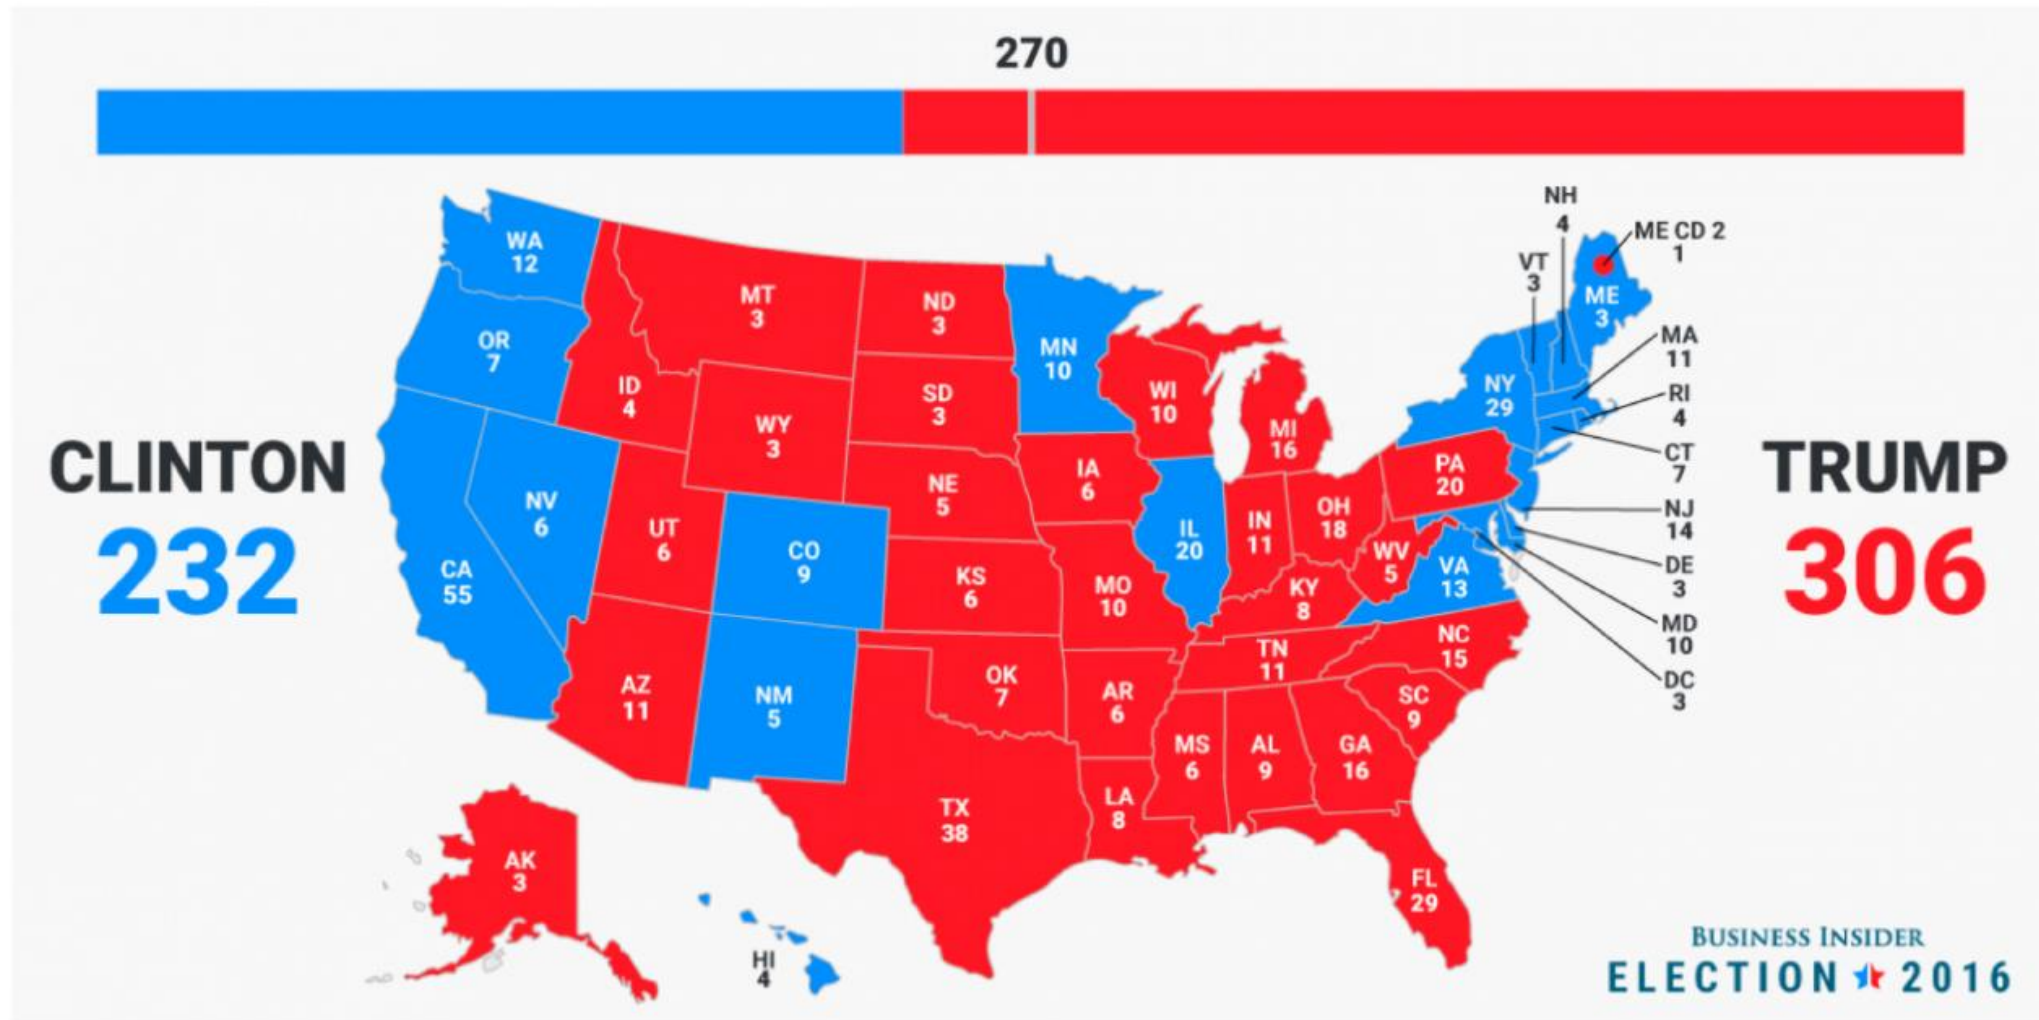 270
CLINTON
232
TRUMP
306
WA
12
OR
7
CA
55
NV
6
ID
4
MT
3
WY
3
UT
6
CO
9
AZ
11
NM
5
ND
3
SD
3
NE
5
KS
6
OK
7
TX
38
MN
10
IA
6
MO
10
AR
6
LA
8
WI
10
IL
20
MI
16
IN
11
OH
18
KY
8
TN
11
MS
6
AL
9
GA
16
FL
29
SC
9
NC
15
VA
13
WV
5
PA
20
NY
29
VT
3
NH
4
ME CD 2
1
ME
3
MA
11
RI
4
CT
7
NJ
14
DE
3
MD
10
DC
3
AK
3
HI
4
BUSINESS INSIDER
ELECTION 2016